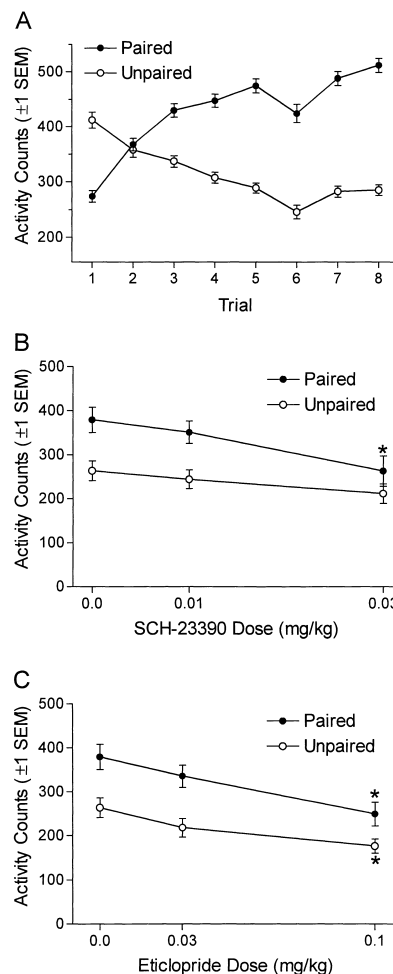 A
Paired
Unpaired
Activity Counts (±1 SEM)
500
400
300
200
1 2 3 4 5 6 7 8
Trial
B
Paired
Unpaired
Activity Counts (±1 SEM)
500
400
300
200
100
0
*
0.0 0.01 0.03
SCH-23390 Dose (mg/kg)
C
Paired
Unpaired
Activity Counts (±1 SEM)
500
400
300
200
100
0
*
*
0.0 0.03 0.1
Eticlopride Dose (mg/kg)